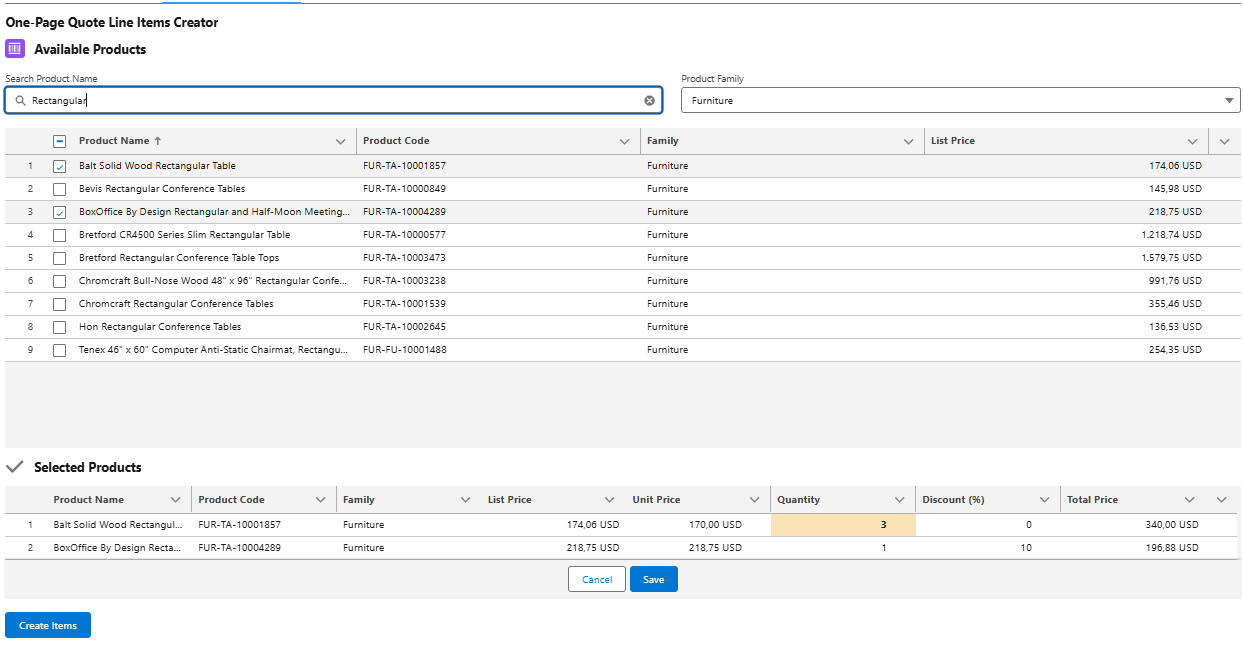 One-Page Quote Line Items Creator
Available Products
Search Product Name Product Family
Rectangular Furniture
Product Name ↑ Product Code Family List Price
1 Balt Solid Wood Rectangular Table FUR-TA-10001857 Furniture 174,06 USD
2 Bevis Rectangular Conference Tables FUR-TA-10000849 Furniture 145,98 USD
3 BoxOffice By Design Rectangular and Half-Moon Meeting... FUR-TA-10004289 Furniture 218,75 USD
4 Bretford CR4500 Series Slim Rectangular Table FUR-TA-10000577 Furniture 1.218,74 USD
5 Bretford Rectangular Conference Table Tops FUR-TA-10003473 Furniture 1.579,75 USD
6 Chromcraft Bull-Nose Wood 48" x 96" Rectangular Confe... FUR-TA-10003238 Furniture 991,76 USD
7 Chromcraft Rectangular Conference Tables FUR-TA-10001539 Furniture 355,46 USD
8 Hon Rectangular Conference Tables FUR-TA-10002645 Furniture 136,53 USD
9 Tenex 46" x 60" Computer Anti-Static Chairmat, Rectangu... FUR-FU-10001488 Furniture 254,35 USD
Selected Products
Product Name Product Code Family List Price Unit Price Quantity Discount (%) Total Price
1 Balt Solid Wood Rectangul... FUR-TA-10001857 Furniture 174,06 USD 170,00 USD 3 0 340,00 USD
2 BoxOffice By Design Recta... FUR-TA-10004289 Furniture 218,75 USD 218,75 USD 1 10 196,88 USD
Cancel Save
Create Items